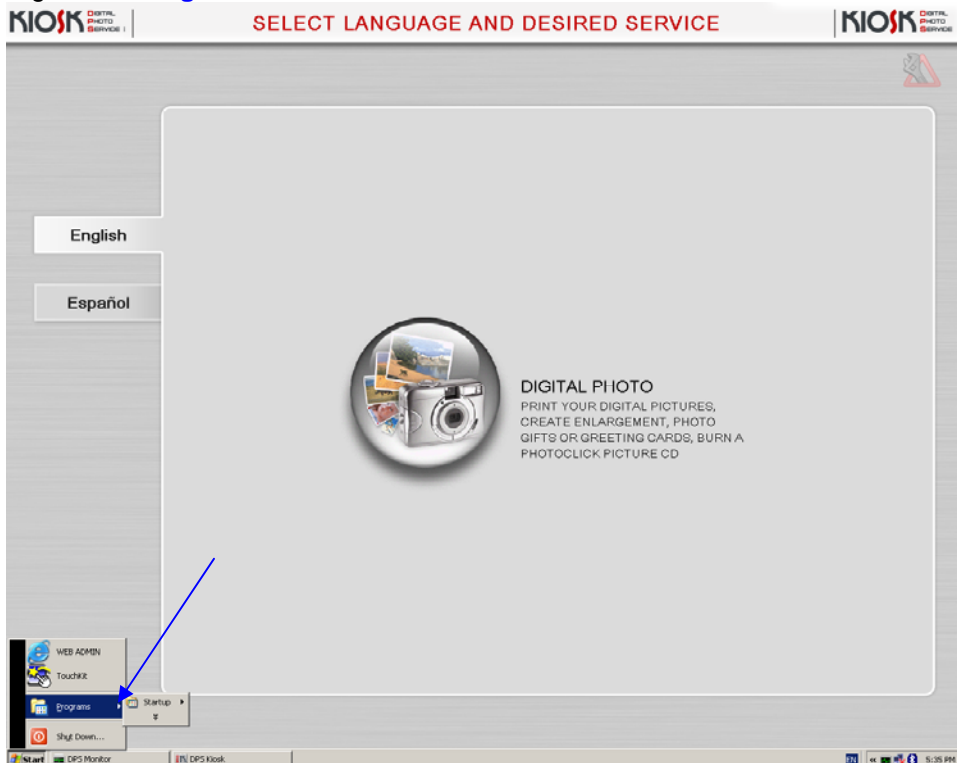 KIOSK DIGITAL PHOTO SERVICE
SELECT LANGUAGE AND DESIRED SERVICE
KIOSK DIGITAL PHOTO SERVICE
English
Español
DIGITAL PHOTO
PRINT YOUR DIGITAL PICTURES,
CREATE ENLARGEMENT, PHOTO
GIFTS OR GREETING CARDS, BURN A
PHOTOCLICK PICTURE CD
WEB ADMIN
TouchKit
Programs
Startup
Shut Down...
Start
DPS Monitor
DPS Kiosk
EN
5:35 PM